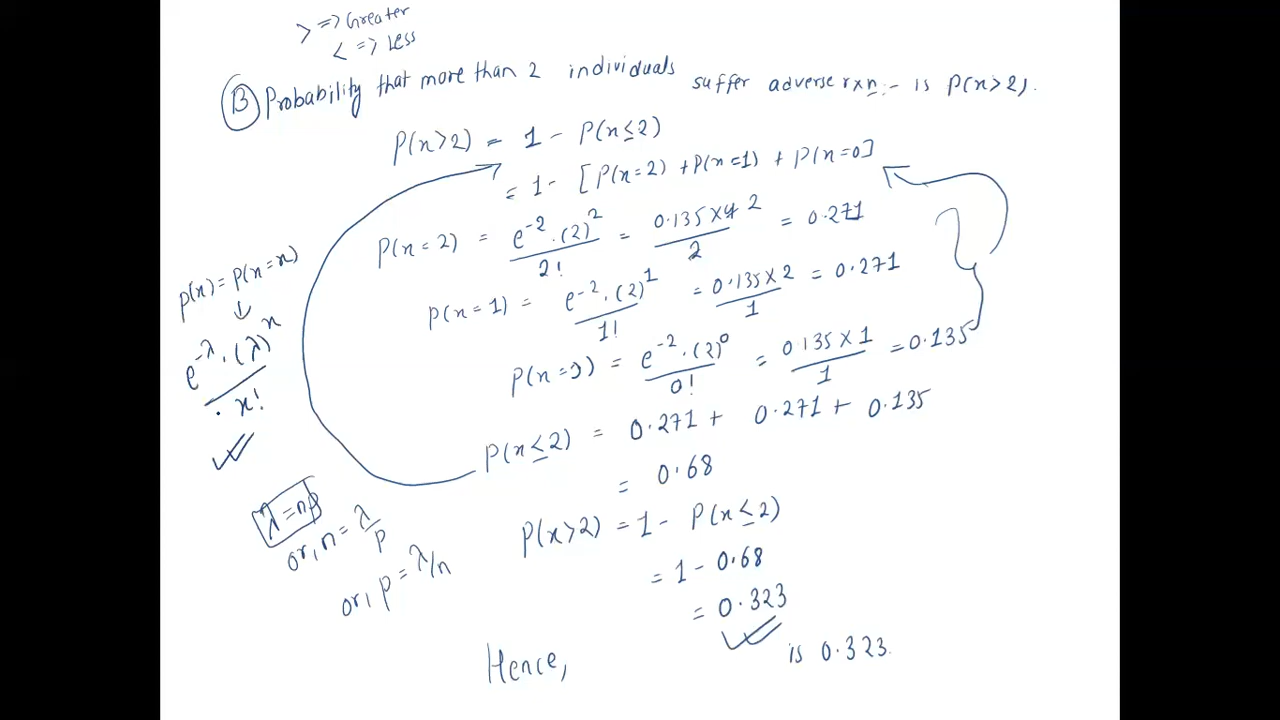 > => Greater
< => Less
(B) Probability that more than 2 individuals suffer adverse rxn:- is P(x>2).
P(x>2) = 1 - P(x≤2)
= 1 - [P(x=2) + P(x=1) + P(x=0)]
P(x=2) = e^-2 . (2)^2 / 2! = 0.135 x 4 2 / 2 = 0.271
P(x=1) = e^-2 . (2)^1 / 1! = 0.135 x 2 / 1 = 0.271
P(x=0) = e^-2 . (2)^0 / 0! = 0.135 x 1 / 1 = 0.135
P(x≤2) = 0.271 + 0.271 + 0.135
= 0.68
P(x>2) = 1 - P(x≤2)
= 1 - 0.68
= 0.323
Hence, is 0.323.
p(x) = P(x=x)
↓
e^-λ . (λ)^x / x!
λ = np
or, n = λ/p
or, p = λ/n